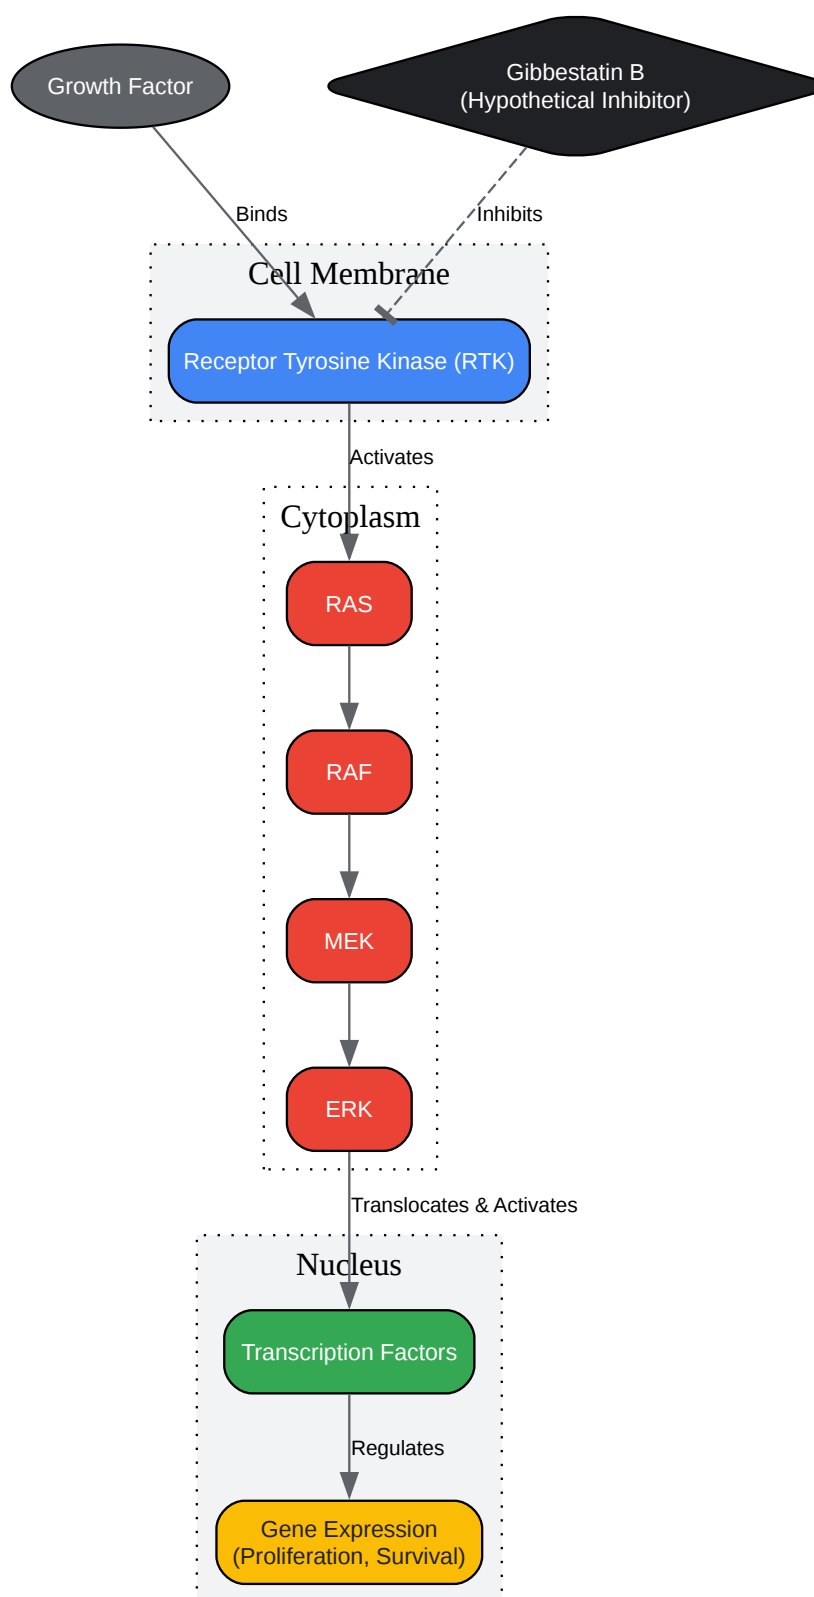 Growth Factor
Gibbestatin B
(Hypothetical Inhibitor)
Binds
Inhibits
Cell Membrane
Receptor Tyrosine Kinase (RTK)
Activates
Cytoplasm
RAS
RAF
MEK
ERK
Translocates & Activates
Nucleus
Transcription Factors
Regulates
Gene Expression
(Proliferation, Survival)